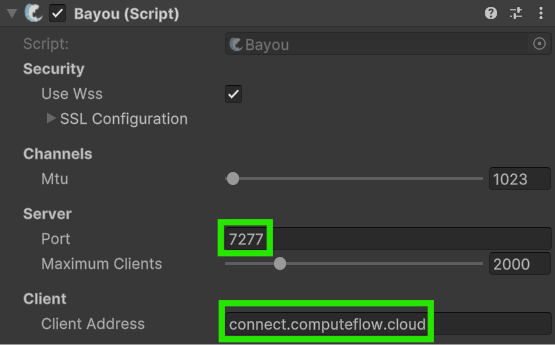 Bayou (Script)
Script: Bayou
Security
Use Wss
SSL Configuration
Channels
Mtu 1023
Server
Port 7277
Maximum Clients 2000
Client
Client Address connect.computeflow.cloud